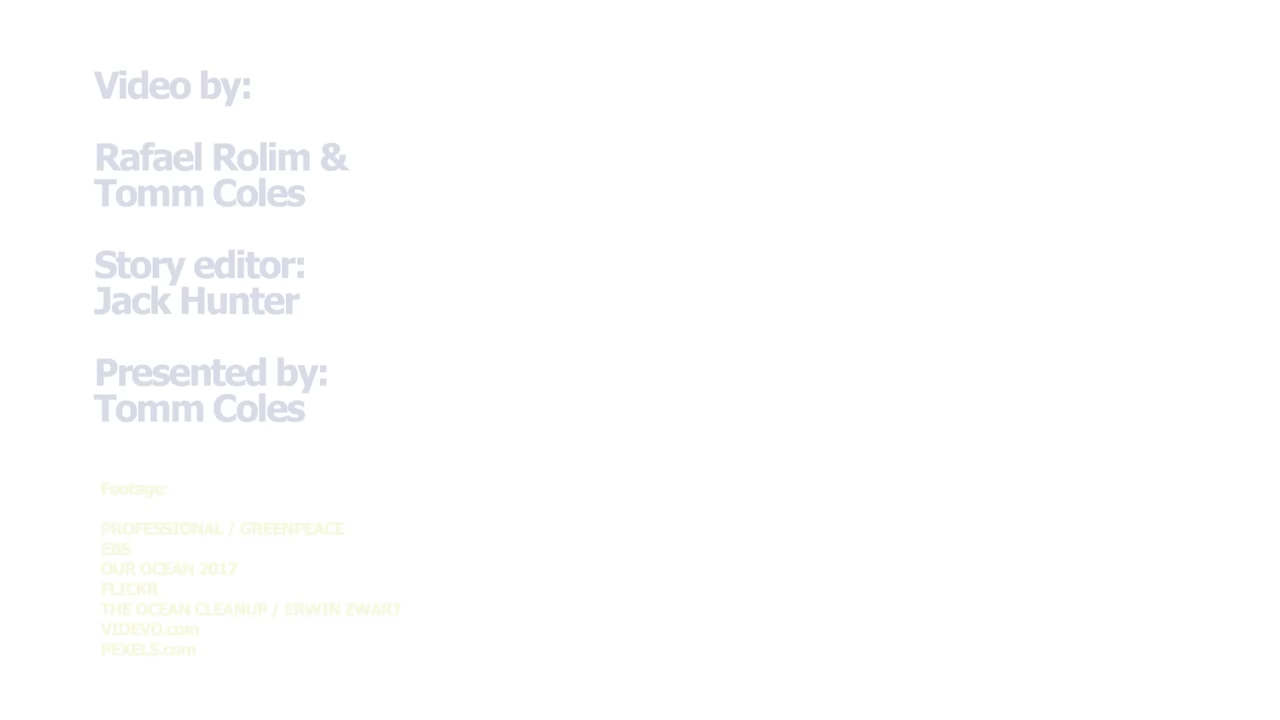 Video by:
Rafael Rolim &
Tomm Coles
Story editor:
Jack Hunter
Presented by:
Tomm Coles
Footage:
PROFESSIONAL / GREENPEACE
EBS
OUR OCEAN 2017
FLICKR
THE OCEAN CLEANUP / ERWIN ZWART
VIDEVO.com
PEXELS.com